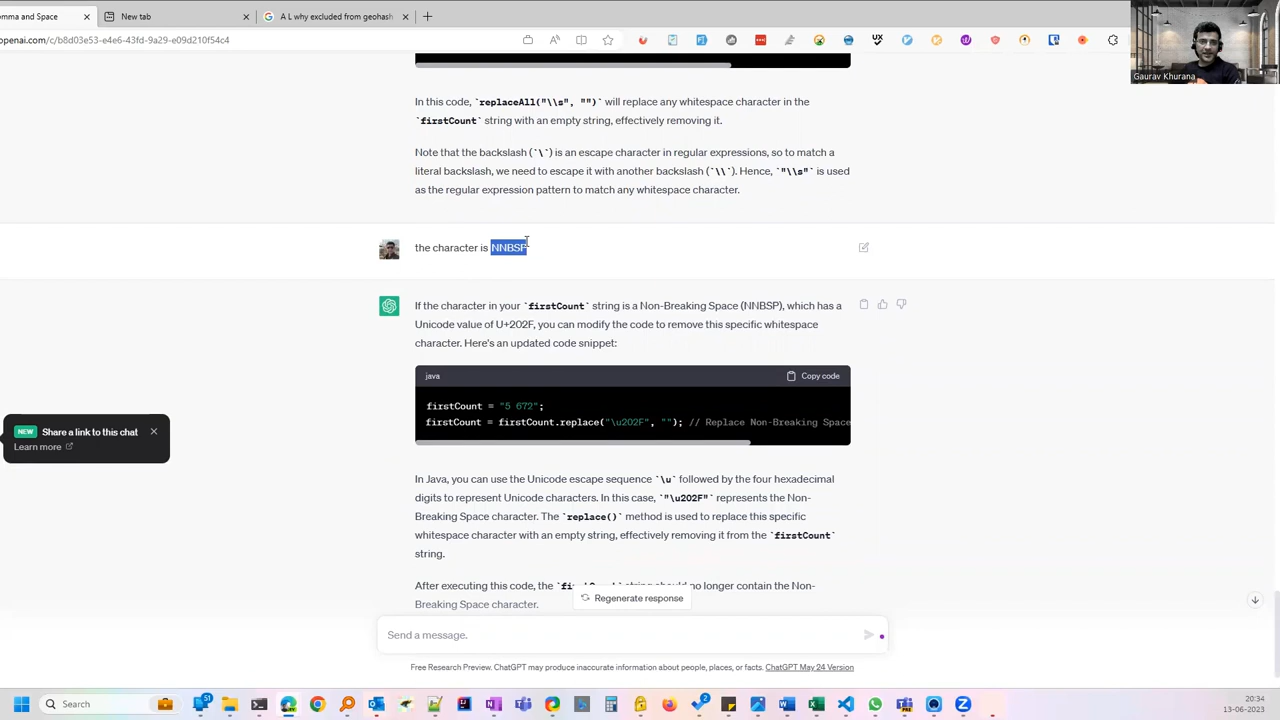 omma and Space
New tab
A L why excluded from geohash
openai.com/c/b8d03e53-e4e6-43fd-9a29-e09d210f54c4
Gaurav Khurana
In this code, `replaceAll("\\s", "")` will replace any whitespace character in the
`firstCount` string with an empty string, effectively removing it.
Note that the backslash (`\`) is an escape character in regular expressions, so to match a
literal backslash, we need to escape it with another backslash (`\\`). Hence, `"\\s"` is used
as the regular expression pattern to match any whitespace character.
the character is NNBSP
If the character in your `firstCount` string is a Non-Breaking Space (NNBSP), which has a
Unicode value of U+202F, you can modify the code to remove this specific whitespace
character. Here's an updated code snippet:
java
Copy code
firstCount = "5 672";
firstCount = firstCount.replace("\u202F", ""); // Replace Non-Breaking Space
NEW Share a link to this chat
Learn more
In Java, you can use the Unicode escape sequence `\u` followed by the four hexadecimal
digits to represent Unicode characters. In this case, `"\u202F"` represents the Non-
Breaking Space character. The `replace()` method is used to replace this specific
whitespace character with an empty string, effectively removing it from the `firstCount`
string.
After executing this code, the string should no longer contain the Non-
Breaking Space character.
Regenerate response
Send a message.
Free Research Preview. ChatGPT may produce inaccurate information about people, places, or facts. ChatGPT May 24 Version
Search
20:34
13-06-2023